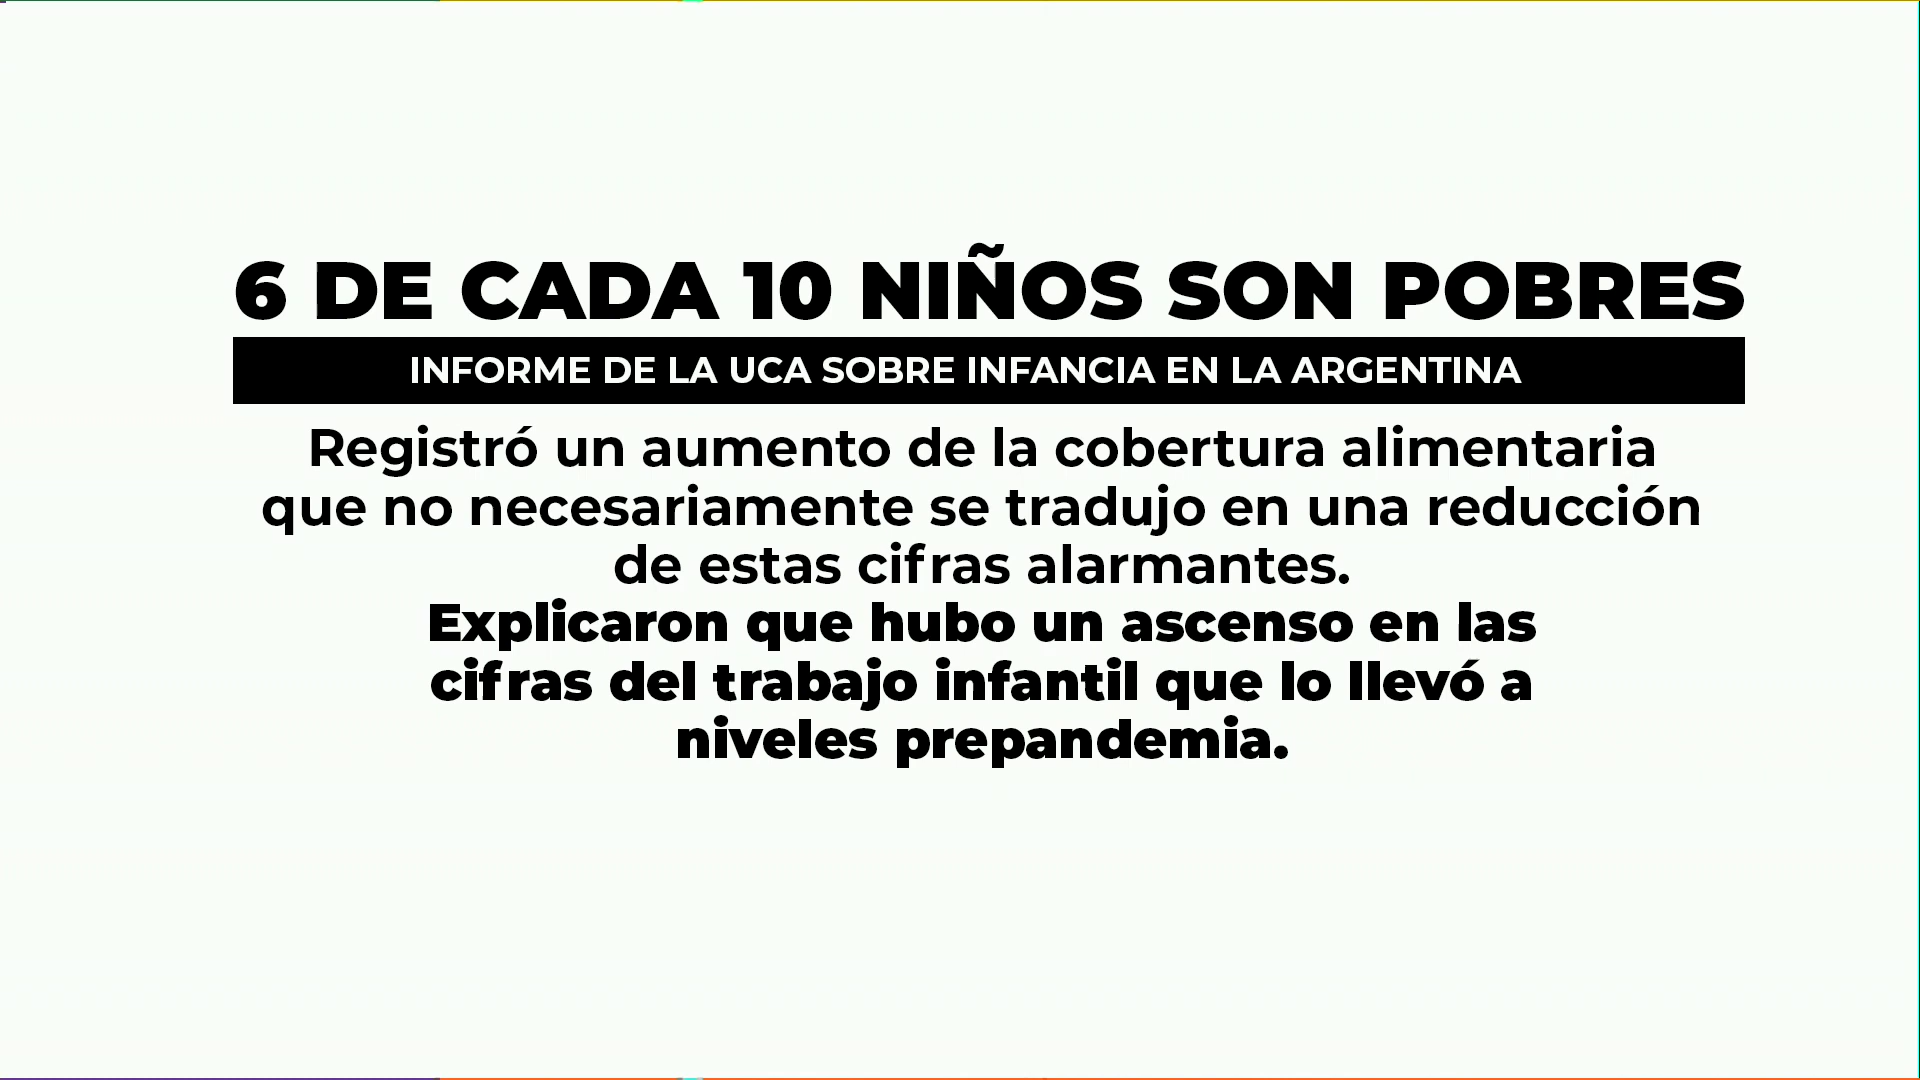 6 DE CADA 10 NIÑOS SON POBRES
INFORME DE LA UCA SOBRE INFANCIA EN LA ARGENTINA
Registró un aumento de la cobertura alimentaria
que no necesariamente se tradujo en una reducción
de estas cifras alarmantes.
Explicaron que hubo un ascenso en las
cifras del trabajo infantil que lo llevó a
niveles prepandemia.